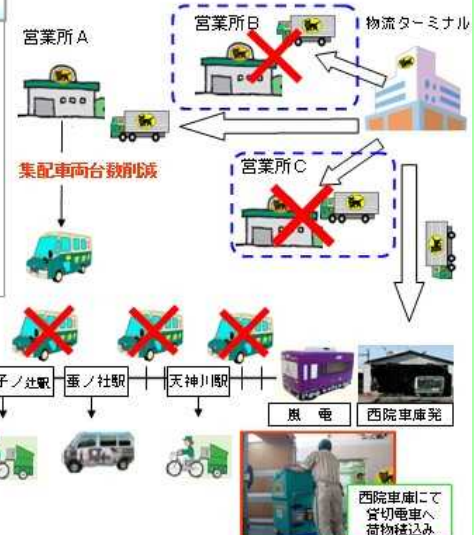 営業所B
物流ターミナル
営業所A
集配車両台数削減
営業所C
子ノ辻駅
蚕ノ社駅
天神川駅
嵐 電
西院車庫発
西院車庫にて
貸切電車へ
荷物積込み